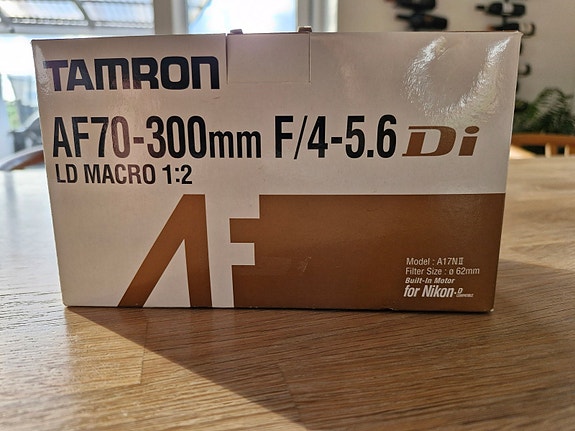 TAMRON
AF70-300mm F/4-5.6 Di
LD MACRO 1:2
AF
Model : A17NII
Filter Size : ø 62mm
Built-In Motor
for Nikon-D